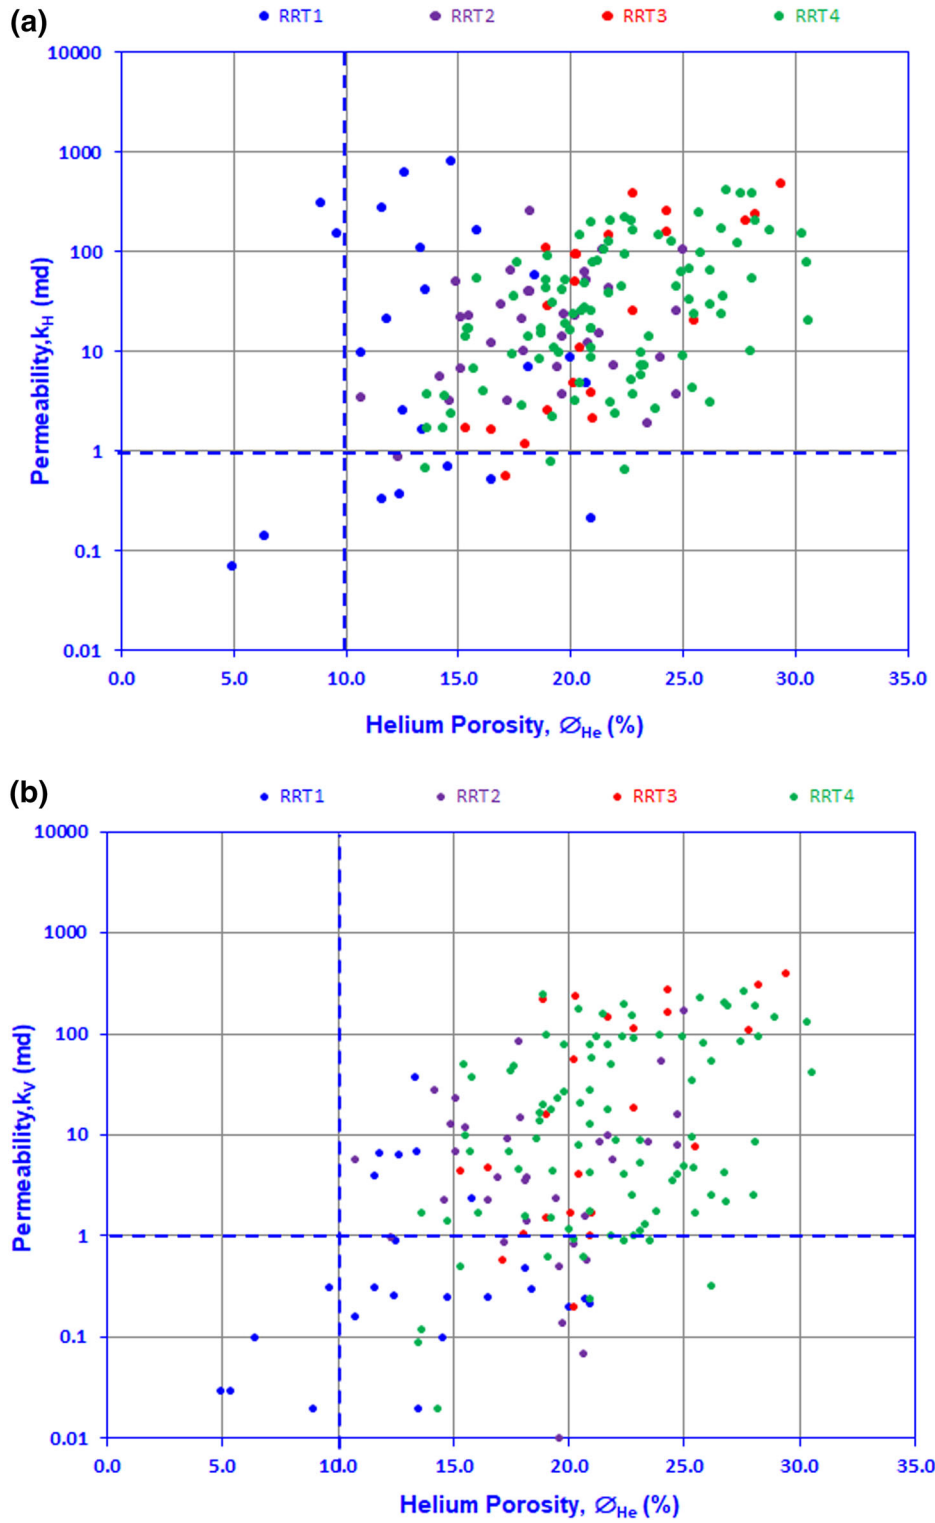 (a)
RRT1 RRT2 RRT3 RRT4
10000
1000
100
10
1
0.1
0.01
Permeability,kH (md)
0.0 5.0 10.0 15.0 20.0 25.0 30.0 35.0
Helium Porosity, ∅He (%)
(b)
RRT1 RRT2 RRT3 RRT4
10000
1000
100
10
1
0.1
0.01
Permeability,kV (md)
0.0 5.0 10.0 15.0 20.0 25.0 30.0 35.0
Helium Porosity, ∅He (%)